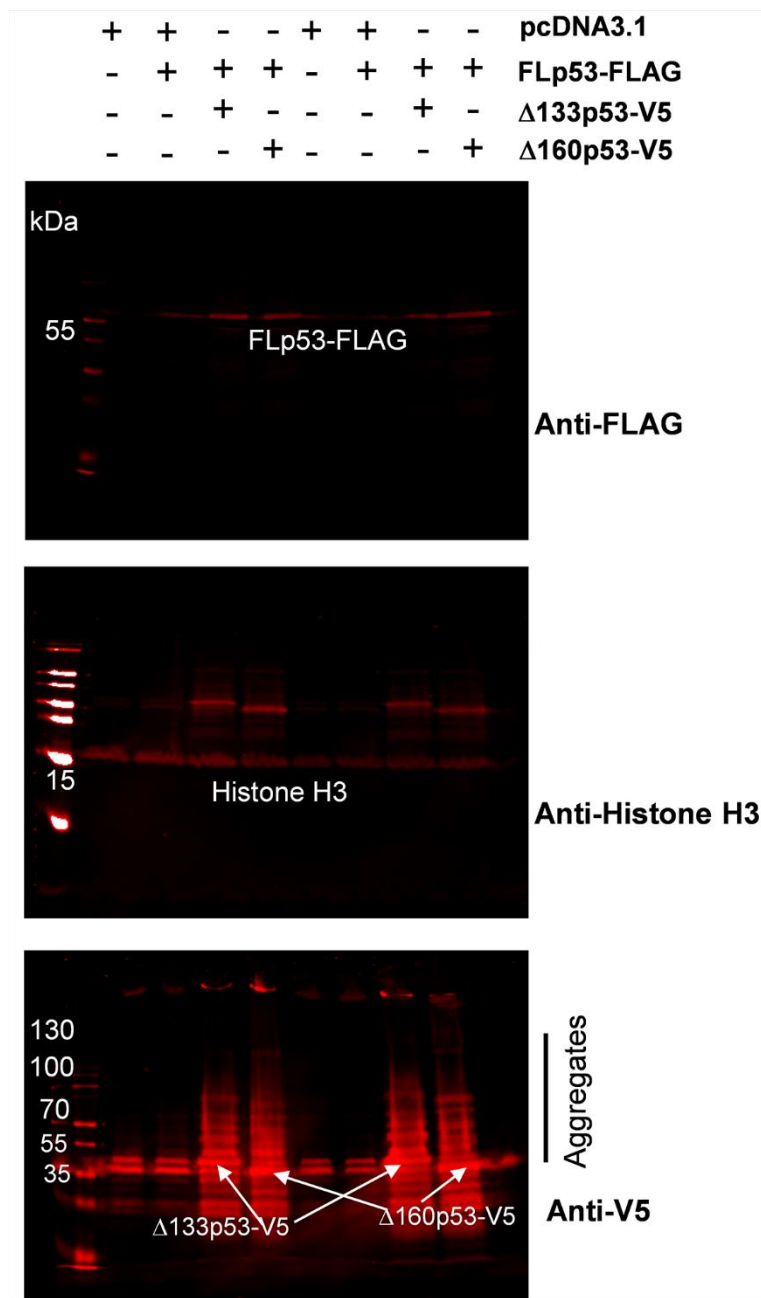 + + - - + + - - pcDNA3.1
- + + + - + + + FLp53-FLAG
- - + - - - + - Δ133p53-V5
- - - + - - - + Δ160p53-V5
kDa
55
FLp53-FLAG
Anti-FLAG
15
Histone H3
Anti-Histone H3
130
100
70
55
35
Aggregates
Δ133p53-V5
Δ160p53-V5
Anti-V5